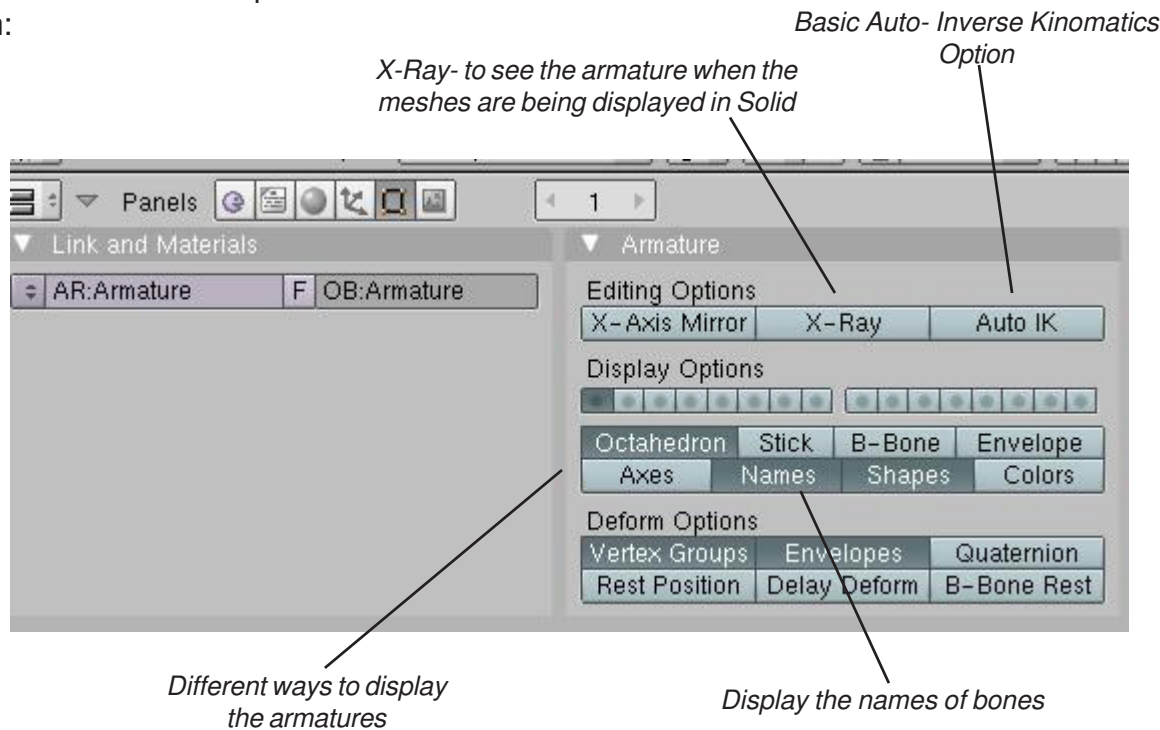 n:
Basic Auto- Inverse Kinomatics
Option
X-Ray- to see the armature when the
meshes are being displayed in Solid
Panels
1
Link and Materials
Armature
AR:Armature F OB:Armature
Editing Options
X-Axis Mirror X-Ray Auto IK
Display Options
Octahedron Stick B-Bone Envelope
Axes Names Shapes Colors
Deform Options
Vertex Groups Envelopes Quaternion
Rest Position Delay Deform B-Bone Rest
Different ways to display
the armatures
Display the names of bones